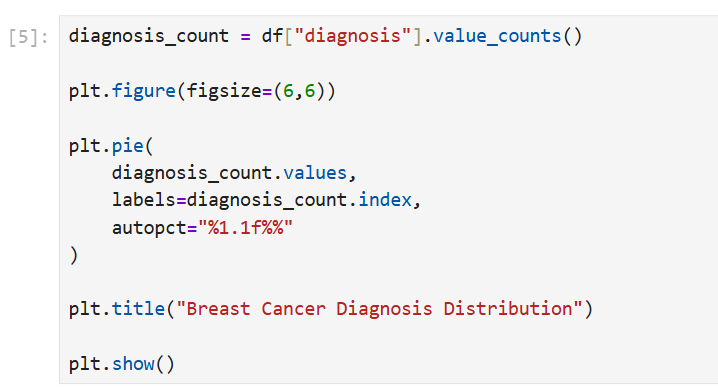 [5]:
diagnosis_count = df["diagnosis"].value_counts()
plt.figure(figsize=(6,6))
plt.pie(
    diagnosis_count.values,
    labels=diagnosis_count.index,
    autopct="%1.1f%%"
)
plt.title("Breast Cancer Diagnosis Distribution")
plt.show()